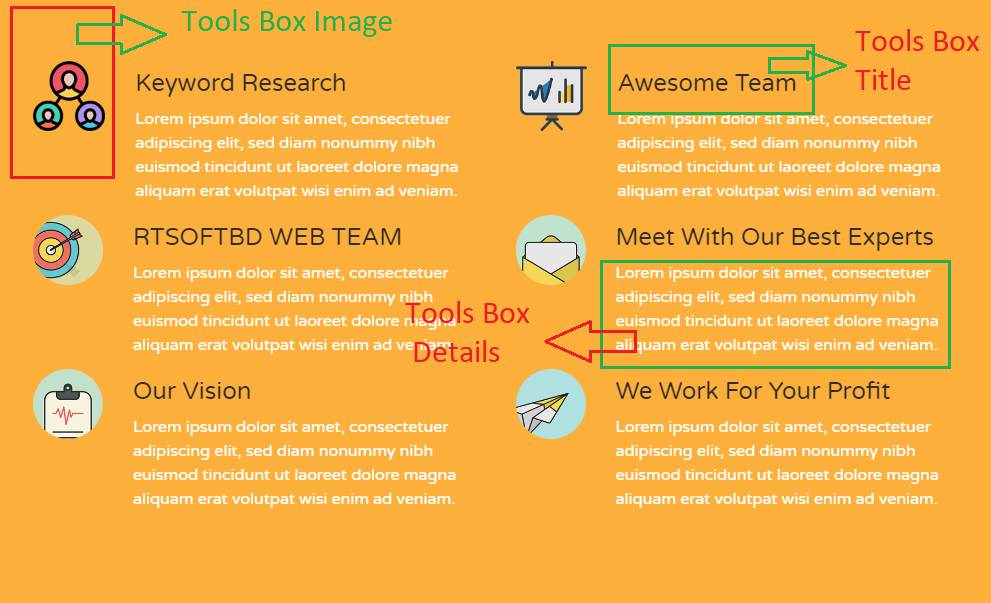 Tools Box Image
Tools Box
Title
Keyword Research
Lorem ipsum dolor sit amet, consectetuer
adipiscing elit, sed diam nonummy nibh
euismod tincidunt ut laoreet dolore magna
aliquam erat volutpat wisi enim ad veniam.
Awesome Team
Lorem ipsum dolor sit amet, consectetuer
adipiscing elit, sed diam nonummy nibh
euismod tincidunt ut laoreet dolore magna
aliquam erat volutpat wisi enim ad veniam.
RTSOFTBD WEB TEAM
Lorem ipsum dolor sit amet, consectetuer
adipiscing elit, sed diam nonummy nibh
euismod tincidunt ut laoreet dolore magna
aliquam erat volutpat wisi enim ad veniam.
Meet With Our Best Experts
Lorem ipsum dolor sit amet, consectetuer
adipiscing elit, sed diam nonummy nibh
euismod tincidunt ut laoreet dolore magna
aliquam erat volutpat wisi enim ad veniam.
Tools Box
Details
Our Vision
Lorem ipsum dolor sit amet, consectetuer
adipiscing elit, sed diam nonummy nibh
euismod tincidunt ut laoreet dolore magna
aliquam erat volutpat wisi enim ad veniam.
We Work For Your Profit
Lorem ipsum dolor sit amet, consectetuer
adipiscing elit, sed diam nonummy nibh
euismod tincidunt ut laoreet dolore magna
aliquam erat volutpat wisi enim ad veniam.